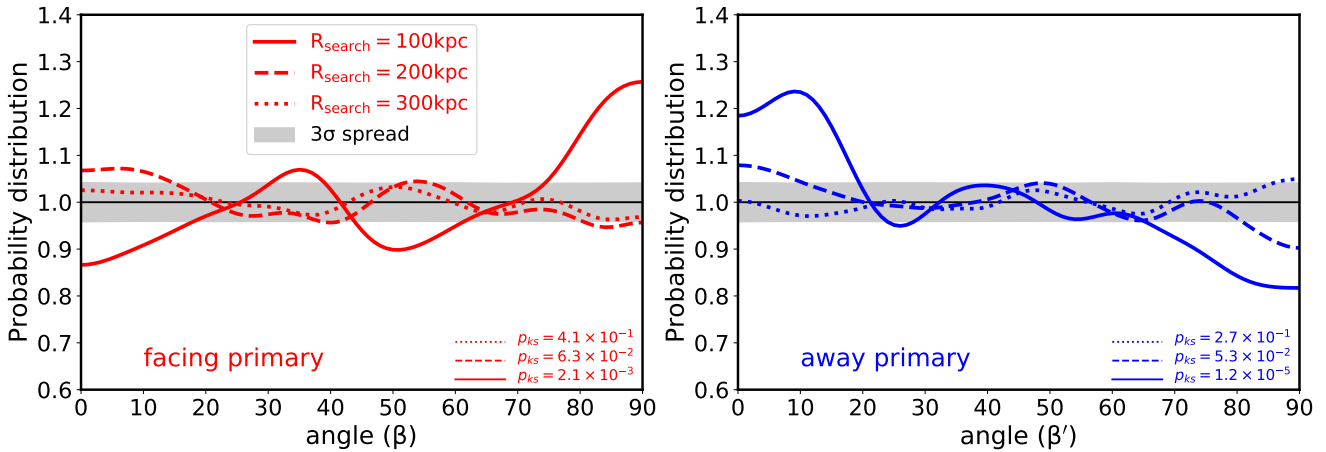 1.4
1.3
1.2
1.1
1.0
0.9
0.8
0.7
0.6
Probability distribution
R_search = 100kpc
R_search = 200kpc
R_search = 300kpc
3σ spread
facing primary
p_ks = 4.1 × 10^-1
p_ks = 6.3 × 10^-2
p_ks = 2.1 × 10^-3
0 10 20 30 40 50 60 70 80 90
angle (β)
1.4
1.3
1.2
1.1
1.0
0.9
0.8
0.7
0.6
Probability distribution
away primary
p_ks = 2.7 × 10^-1
p_ks = 5.3 × 10^-2
p_ks = 1.2 × 10^-5
0 10 20 30 40 50 60 70 80 90
angle (β′)